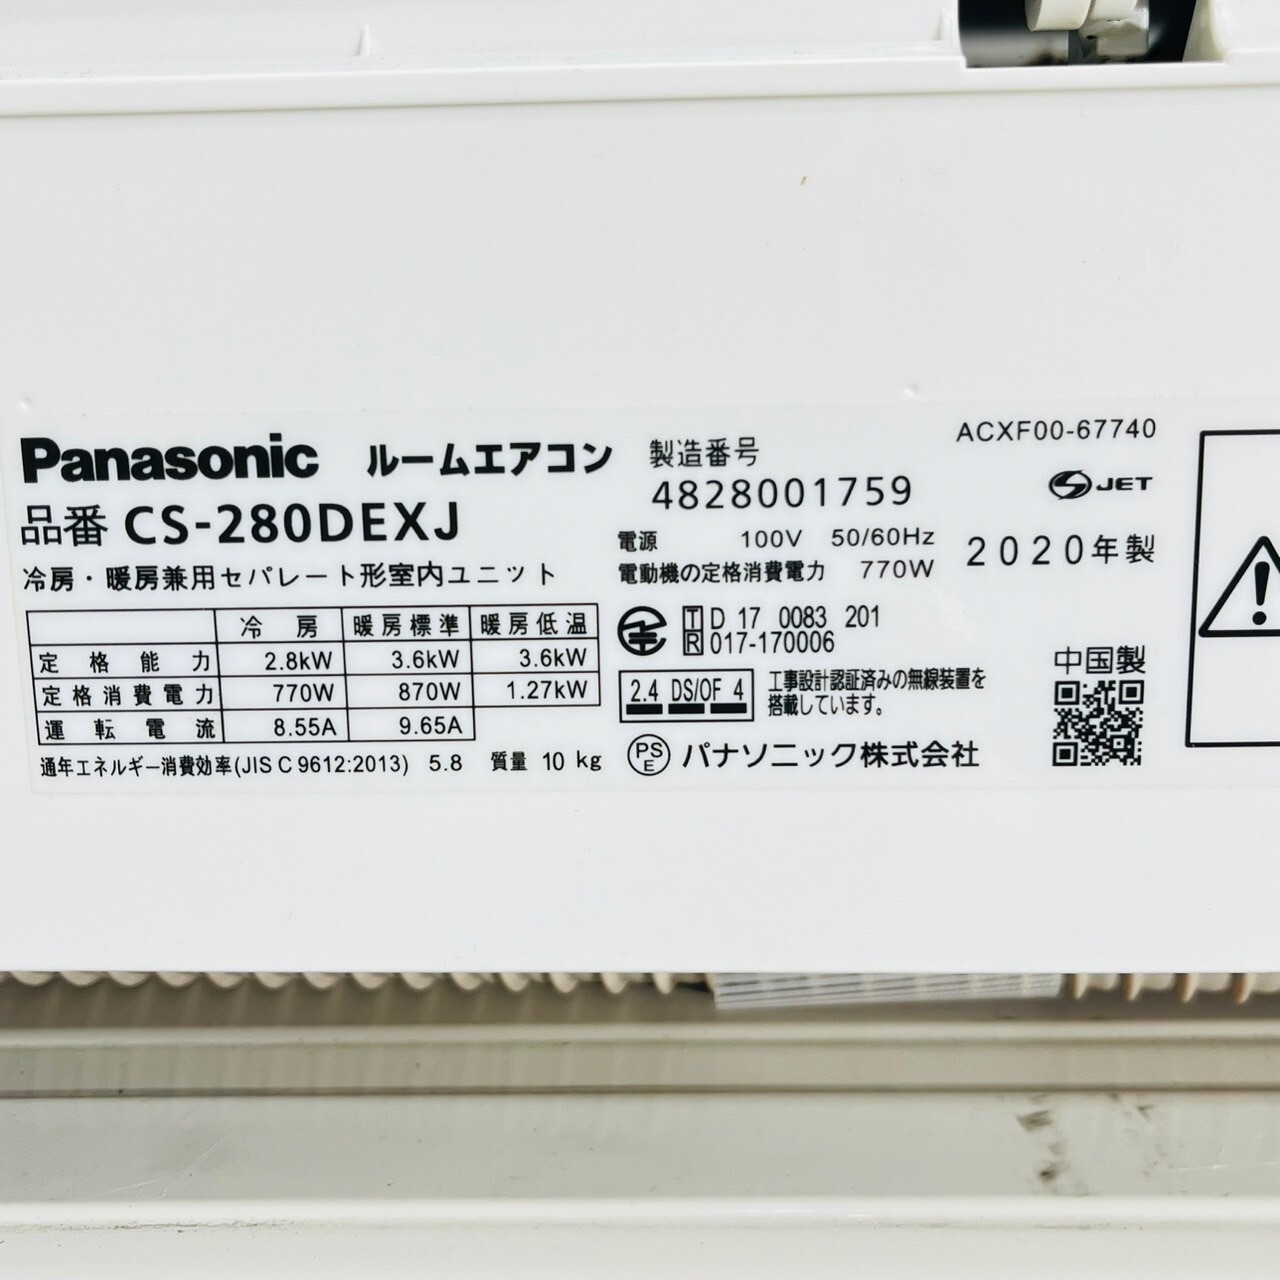 Panasonic ルームエアコン
品番 CS-280DEXJ
冷房・暖房兼用セパレート形室内ユニット
冷房 暖房標準 暖房低温
定格能力 2.8kW 3.6kW 3.6kW
定格消費電力 770W 870W 1.27kW
運転電流 8.55A 9.65A
通年エネルギー消費効率(JIS C 9612:2013) 5.8 質量 10 kg
製造番号
4828001759
電源 100V 50/60Hz
電動機の定格消費電力 770W
T D 17 0083 201
R 017-170006
2.4 DS/OF 4
工事設計認証済みの無線装置を
搭載しています。
PS
E
パナソニック株式会社
ACXF00-67740
JET
2020年製
中国製